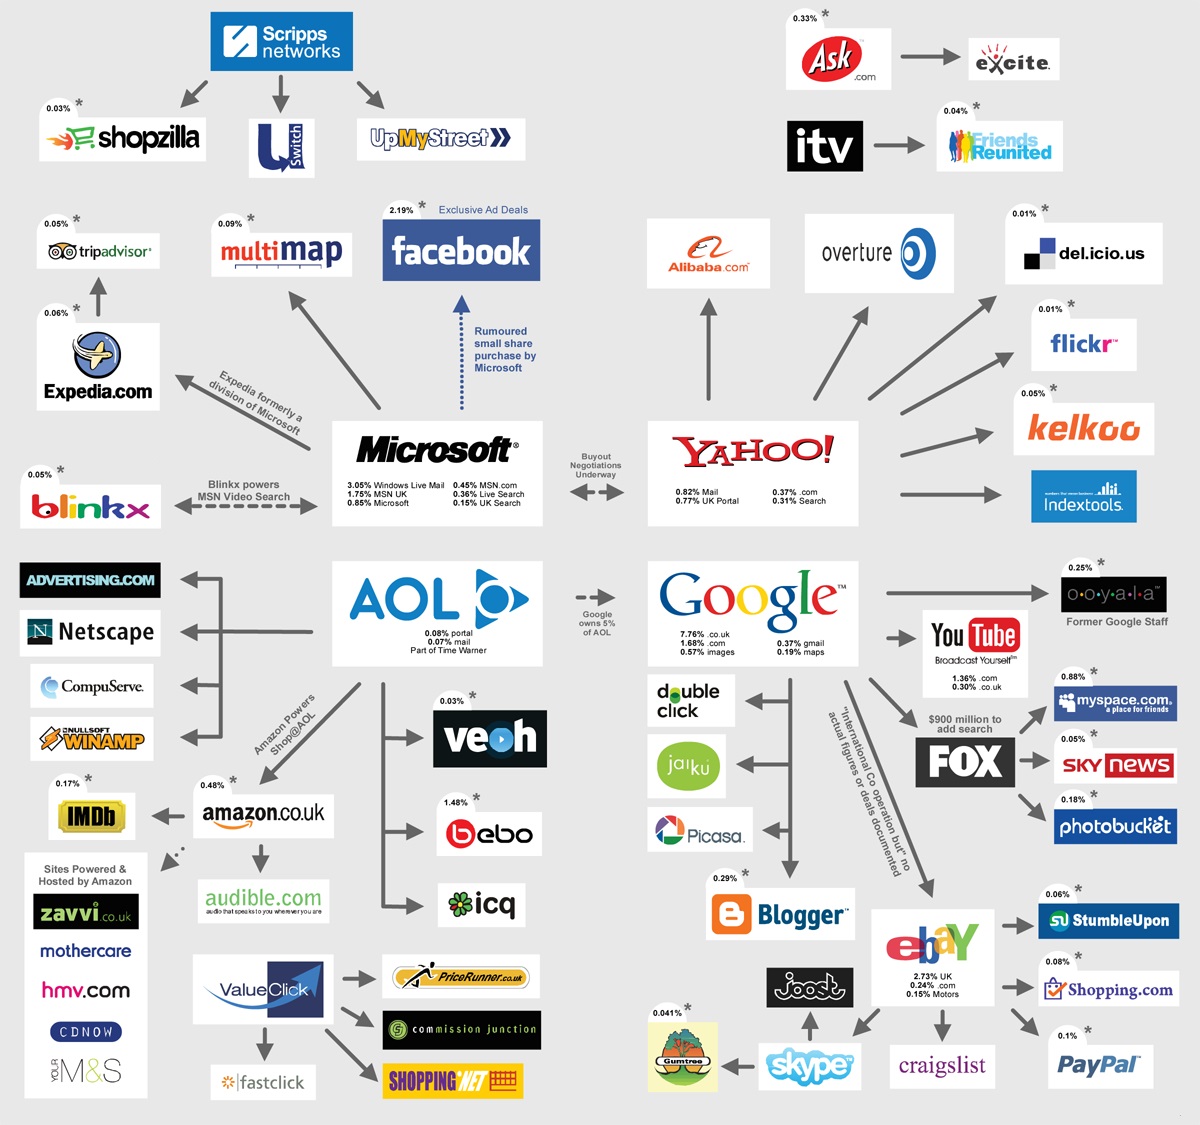 Scripps
networks
0.03% *
shopzilla
U
Switch
UpMyStreet
0.33% *
Ask
.com
excite.
itv
0.04% *
Friends
Reunited
0.05% *
tripadvisor®
0.09% *
multimap
2.19% * Exclusive Ad Deals
facebook
0.06% *
Expedia.com
Rumoured
small share
purchase by
Microsoft
Expedia formerly a
division of Microsoft
Alibaba.com™
overture
0.01% *
del.icio.us
0.01% *
flickr™
0.05% *
kelkoo
Indextools
Microsoft®
3.05% Windows Live Mail 0.45% MSN.com
1.75% MSN UK 0.36% Live Search
0.85% Microsoft 0.15% UK Search
Buyout
Negotiations
Underway
YAHOO!
0.82% Mail 0.37% .com
0.77% UK Portal 0.31% Search
0.05% *
blinkx
Blinkx powers
MSN Video Search
ADVERTISING.COM
N Netscape
CompuServe.
NULLSOFT
WINAMP
AOL
0.08% portal
0.07% mail
Part of Time Warner
Google
owns 5%
of AOL
Google™
7.76% .co.uk
1.68% .com 0.37% gmail
0.57% images 0.19% maps
0.25% *
o·o·y·a·l·a™
Former Google Staff
You Tube
Broadcast Yourself™
1.36% .com
0.30% .co.uk
Amazon Powers
Shop@AOL
0.03% *
veoh
1.48% *
bebo
icq
double
click
jaiku
Picasa™
0.29% *
B Blogger™
"International Co operation but" no
actual figures or deals documented
$900 million to
add search
FOX
0.88% *
myspace.com®
a place for friends
0.05% *
SKY NEWS
0.18% *
photobucket
0.17% *
IMDb
0.48% *
amazon.co.uk
audible.com
audio that speaks to you wherever you are
Sites Powered &
Hosted by Amazon
zavvi.co.uk
mothercare
hmv.com
CDNOW
YOUR
M&S
ValueClick
PriceRunner.co.uk
commission junction
SHOPPING.NET
fastclick
ebaY
2.73% UK
0.24% .com
0.15% Motors
0.06% *
StumbleUpon
0.08% *
Shopping.com
0.1% *
PayPal™
craigslist
joost
skype™
0.041% *
Gumtree